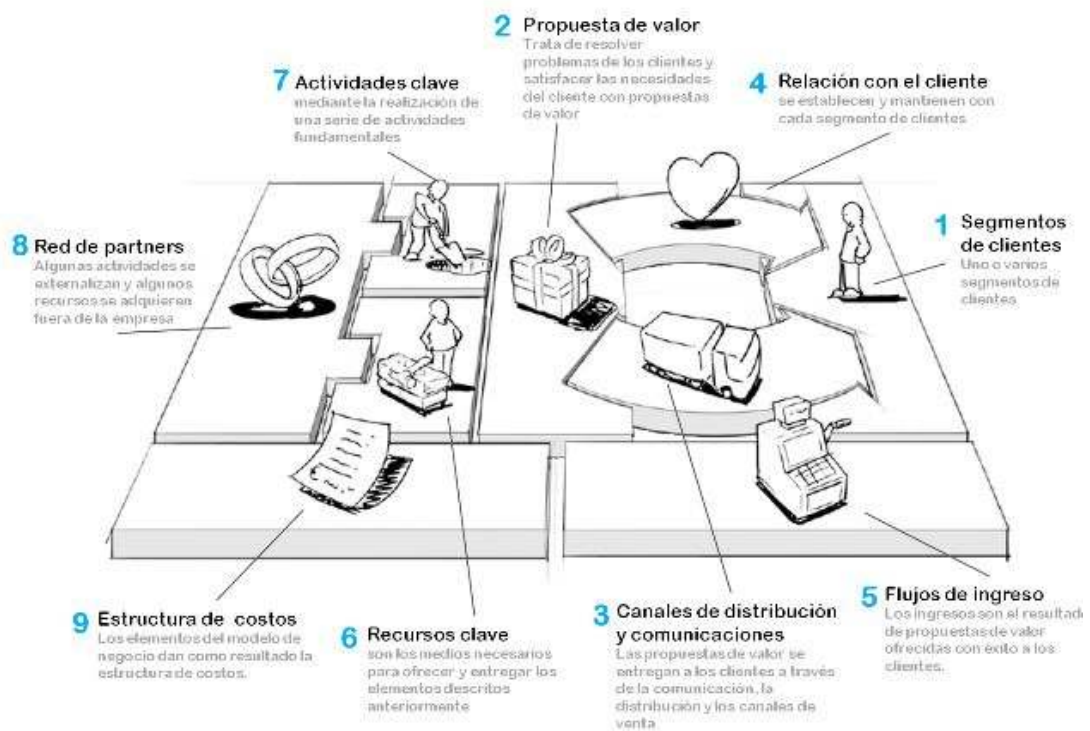 1 Segmentos
de clientes
Uno o varios
segmentos de
clientes
2 Propuesta de valor
Trata de resolver
problemas de los clientes y
satisfacer las necesidades
del cliente con propuestas
de valor
3 Canales de distribución
y comunicaciones
Las propuestas de valor se
entregan a los clientes a través
de la comunicación, la
distribución y los canales de
venta
4 Relación con el cliente
se establecen y mantienen con
cada segmento de clientes
5 Flujos de ingreso
Los ingresos son el resultado
de propuestas de valor
ofrecidas con éxito a los
clientes.
6 Recursos clave
son los medios necesarios
para ofrecer y entregar los
elementos descritos
anteriormente
7 Actividades clave
mediante la realización de
una serie de actividades
fundamentales
8 Red de partners
Algunas actividades se
externalizan y algunos
recursos se adquieren
fuera de la empresa
9 Estructura de costos
Los elementos del modelo de
negocio dan como resultado la
estructura de costos.